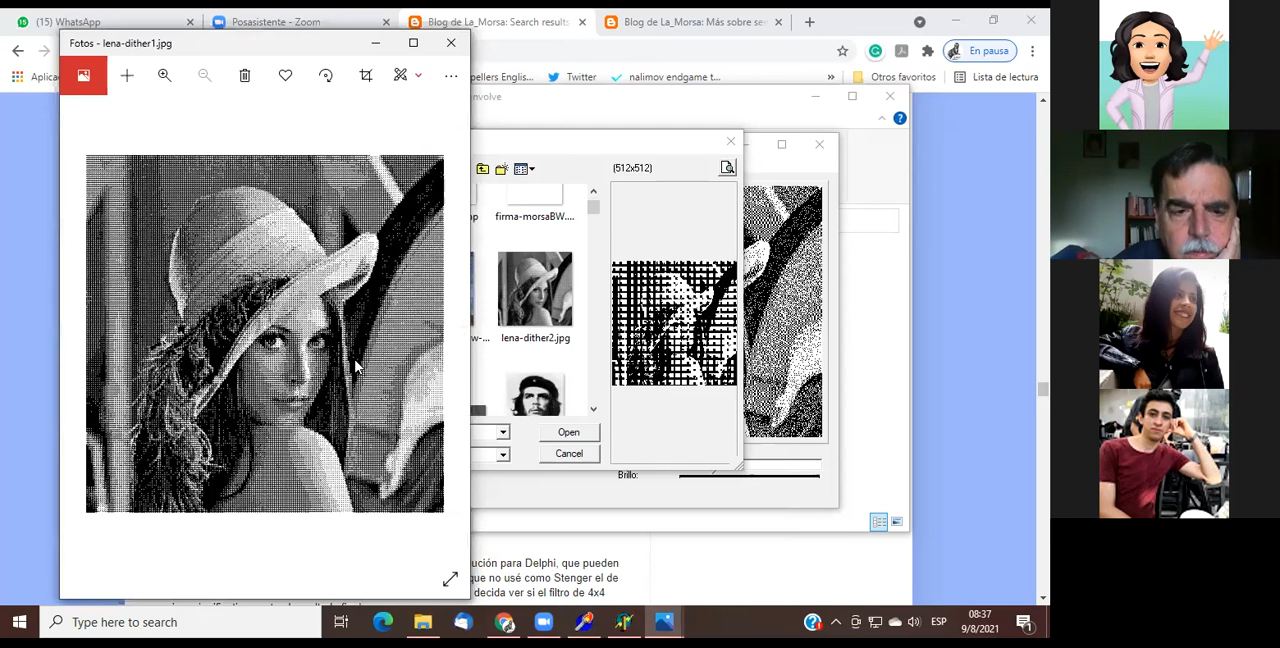 (15) WhatsApp
Posasistente - Zoom
Blog de La_Morsa: Search results
Blog de La_Morsa: Más sobre se
En pausa
Aplicac
pellers Englis...
Twitter
nalimov endgame t...
»
Otros favoritos
Lista de lectura
Fotos - lena-dither1.jpg
envolve
(512x512)
ap
firma-morsaBW....
w-...
lena-dither2.jpg
Open
Cancel
Brillo:
ución para Delphi, que pueden
que no usé como Stenger el de
decida ver si el filtro de 4x4
Type here to search
ESP
08:37
9/8/2021
1